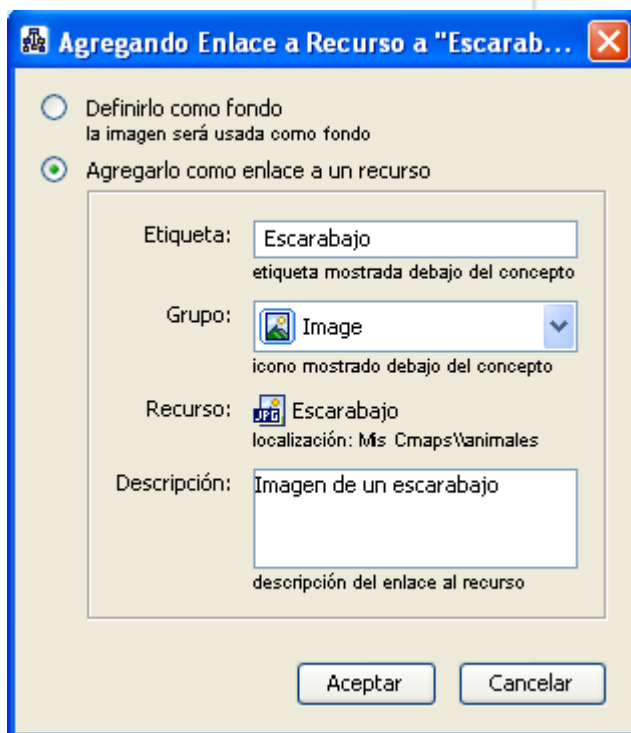 Agregando Enlace a Recurso a "Escarab...
Definirlo como fondo
la imagen será usada como fondo
Agregarlo como enlace a un recurso
Etiqueta: Escarabajo
etiqueta mostrada debajo del concepto
Grupo: Image
icono mostrado debajo del concepto
Recurso: JPG Escarabajo
localización: Mis Cmaps\\animales
Descripción: Imagen de un escarabajo
descripción del enlace al recurso
Aceptar Cancelar